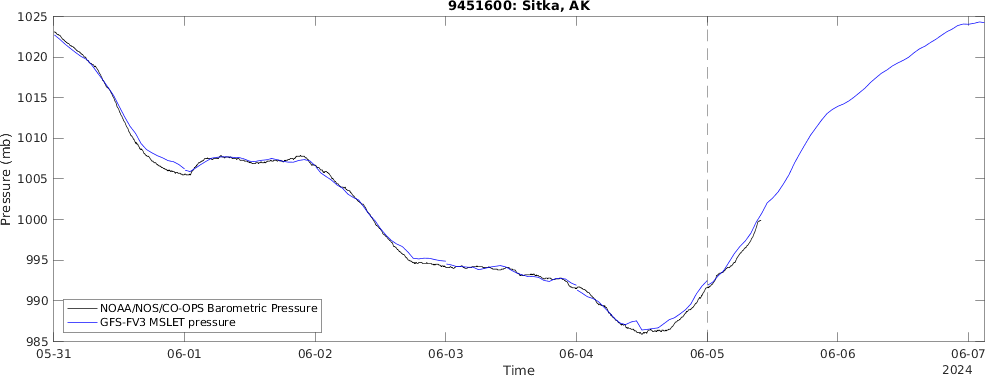 9451600: Sitka, AK
Pressure (mb)
1025
1020
1015
1010
1005
1000
995
990
985
NOAA/NOS/CO-OPS Barometric Pressure
GFS-FV3 MSLET pressure
05-31 06-01 06-02 06-03 06-04 06-05 06-06 06-07
Time
2024